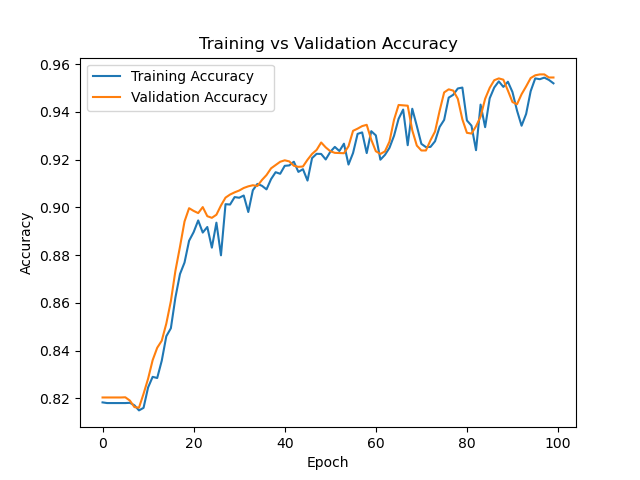 Training vs Validation Accuracy
Training Accuracy
Validation Accuracy
0.96
0.94
0.92
0.90
0.88
0.86
0.84
0.82
Accuracy
0 20 40 60 80 100
Epoch